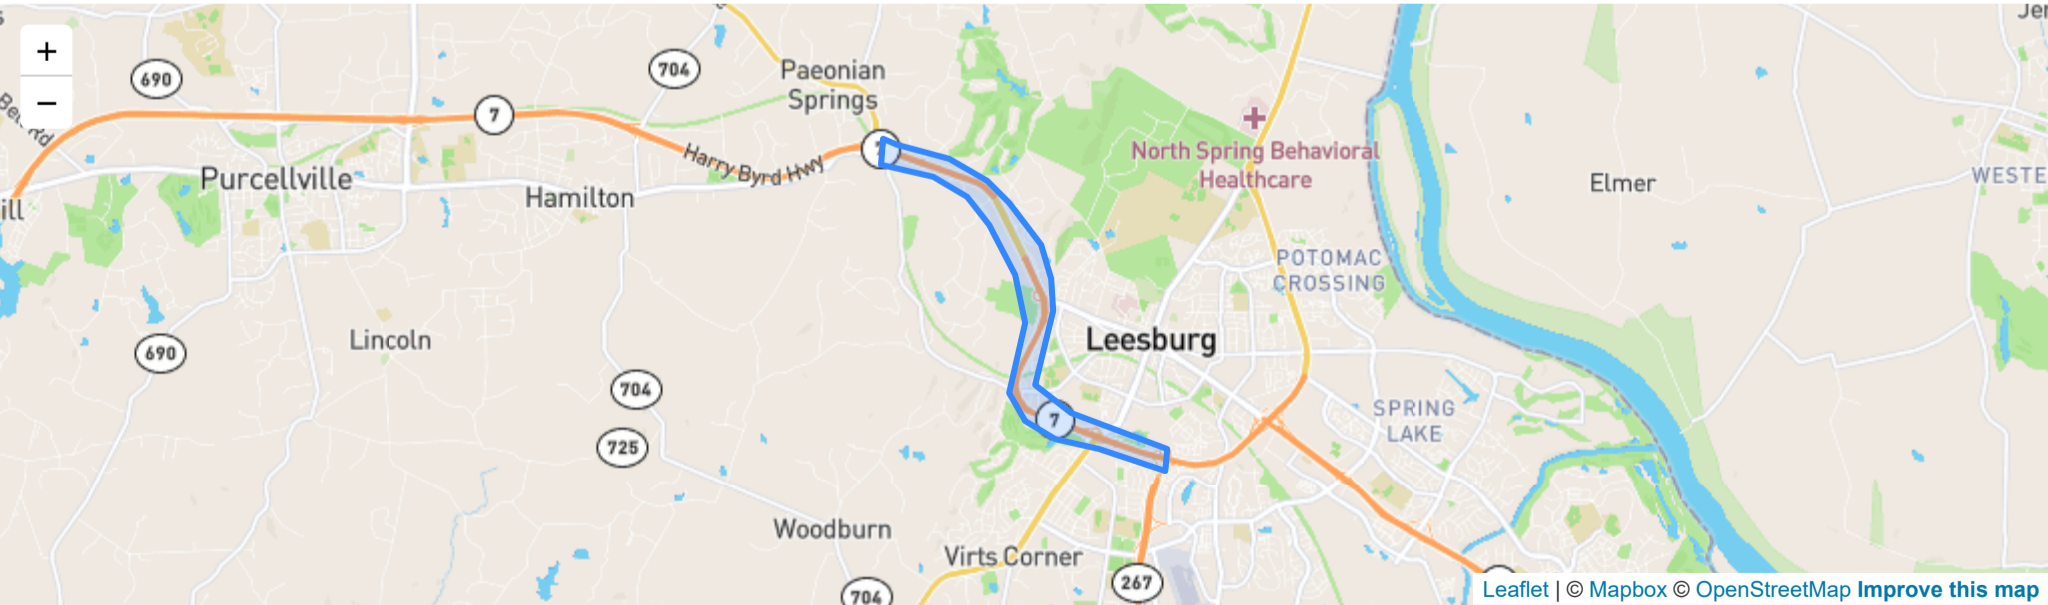 +
−
690
704
Paeonian
Springs
7
Harry Byrd Hwy
North Spring Behavioral
Healthcare
Purcellville
Hamilton
ill
Elmer
WESTE
POTOMAC
CROSSING
Lincoln
690
Leesburg
704
7
SPRING
LAKE
725
Woodburn
Virts Corner
267
704
Leaflet | © Mapbox © OpenStreetMap Improve this map